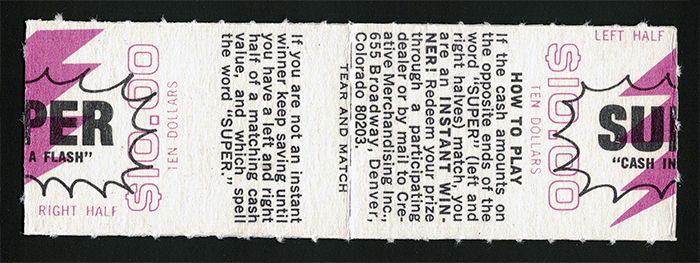 LEFT HALF
SU
"CASH IN
$10.00
TEN DOLLARS
HOW TO PLAY
If the cash amounts on
the opposite ends of the
word "SUPER" (left and
right halves) match, you
are an INSTANT WIN-
NER! Redeem your prize
through a participating
dealer or by mail to Cre-
ative Merchandising Inc.,
655 Broadway, Denver,
Colorado 80203.
TEAR AND MATCH
If you are not an instant
winner keep saving until
you have a left and right
half of a matching cash
value, and which spell
the word "SUPER."
TEN DOLLARS
$10.00
PER
A FLASH"
RIGHT HALF